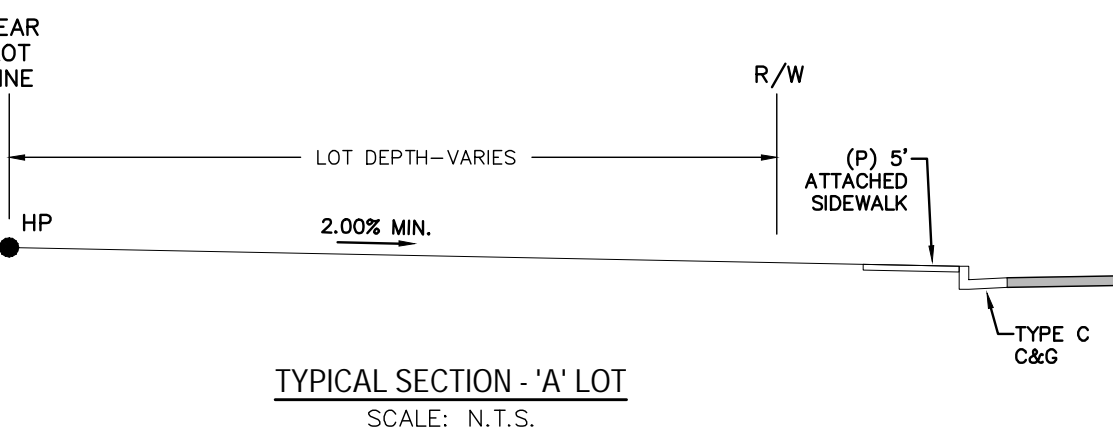 EAR
OT
INE
R/W
LOT DEPTH-VARIES
(P) 5'
ATTACHED
SIDEWALK
HP
2.00% MIN.
TYPE C
C&G
TYPICAL SECTION - 'A' LOT
SCALE: N.T.S.